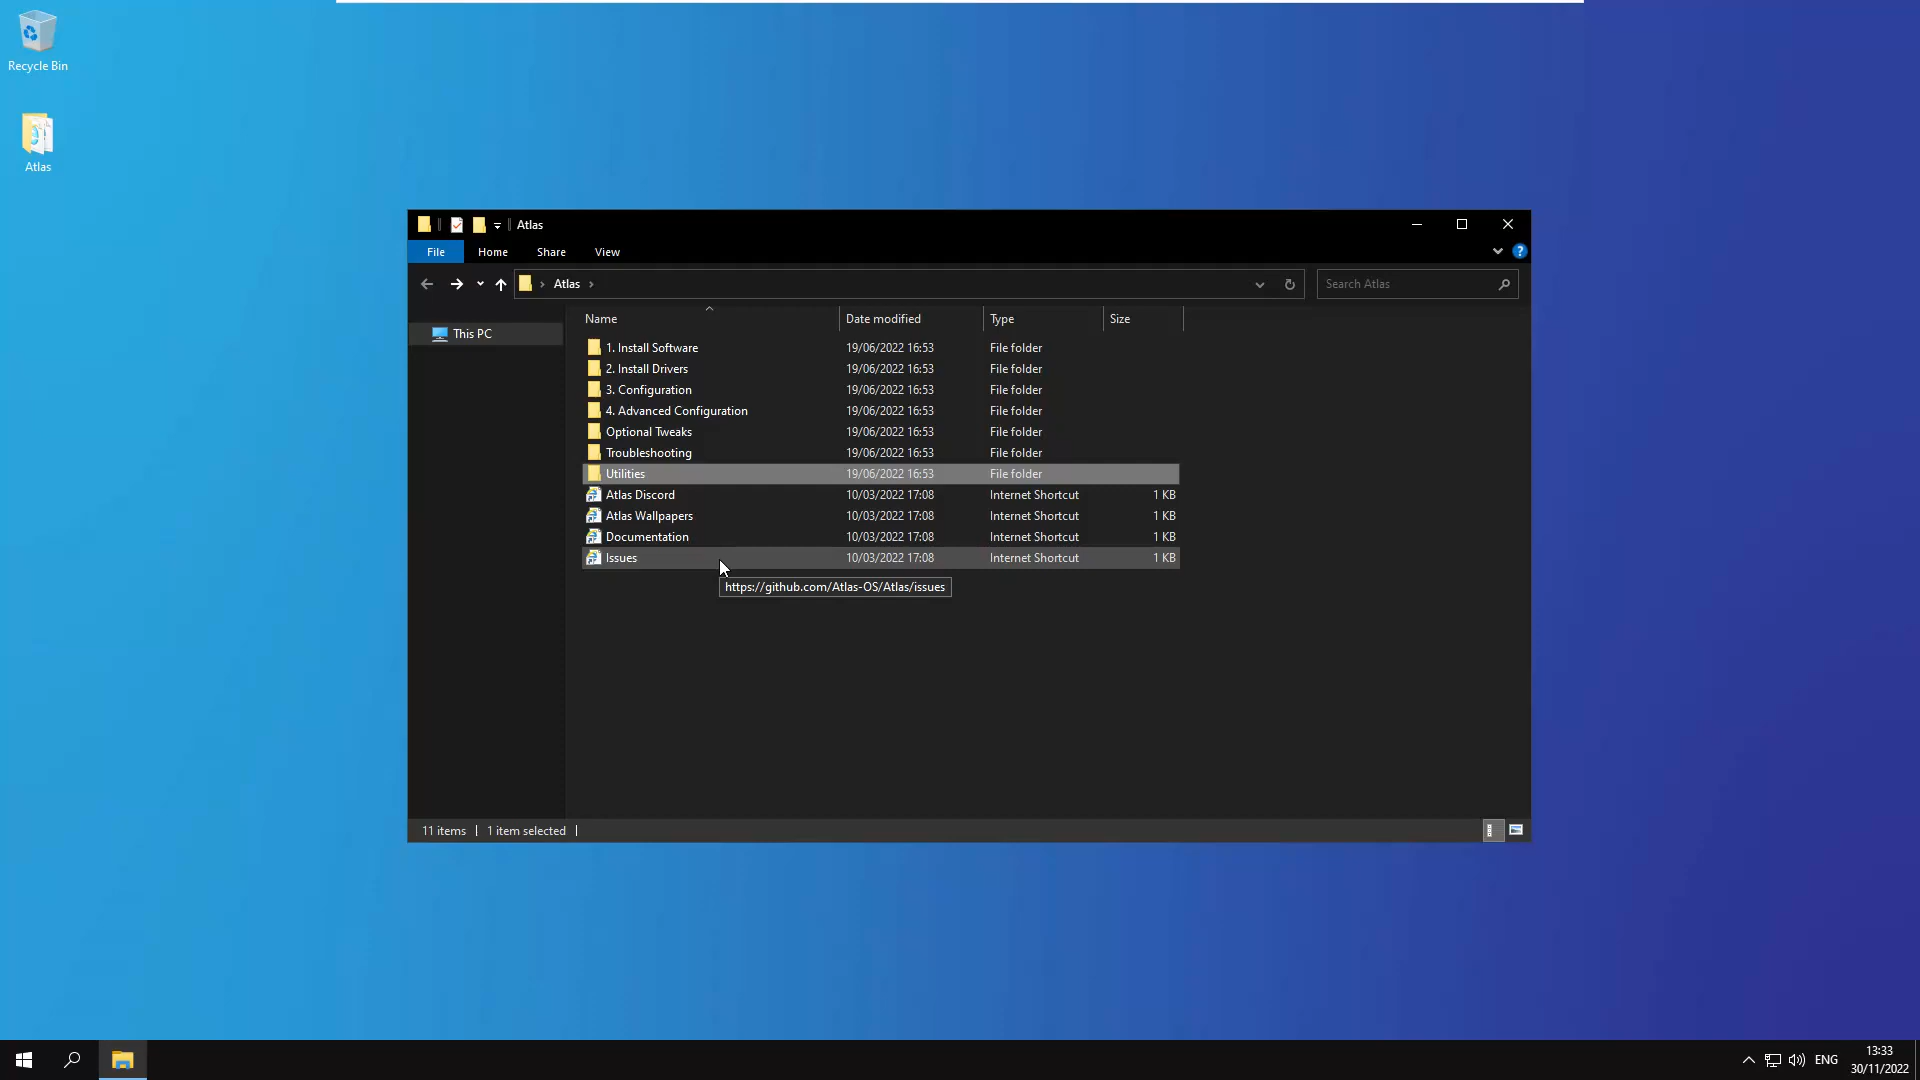 Recycle Bin
Atlas
Atlas
File Home Share View
Atlas
Search Atlas
This PC
Name Date modified Type Size
1. Install Software 19/06/2022 16:53 File folder
2. Install Drivers 19/06/2022 16:53 File folder
3. Configuration 19/06/2022 16:53 File folder
4. Advanced Configuration 19/06/2022 16:53 File folder
Optional Tweaks 19/06/2022 16:53 File folder
Troubleshooting 19/06/2022 16:53 File folder
Utilities 19/06/2022 16:53 File folder
Atlas Discord 10/03/2022 17:08 Internet Shortcut 1 KB
Atlas Wallpapers 10/03/2022 17:08 Internet Shortcut 1 KB
Documentation 10/03/2022 17:08 Internet Shortcut 1 KB
Issues 10/03/2022 17:08 Internet Shortcut 1 KB
https://github.com/Atlas-OS/Atlas/issues
11 items 1 item selected
ENG
13:33
30/11/2022